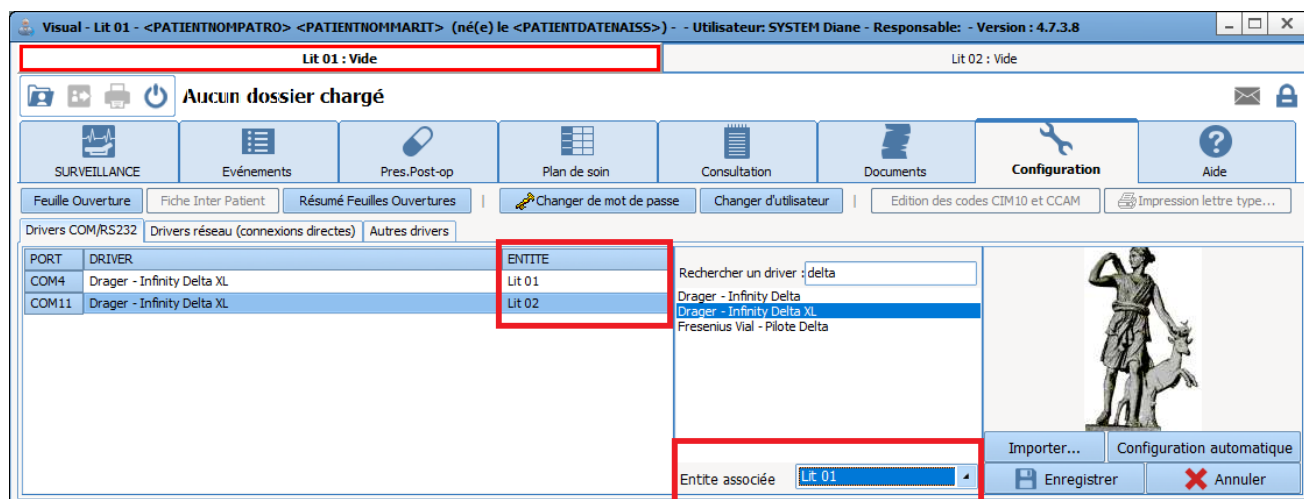 Visual - Lit 01 - <PATIENTNOMPATRO> <PATIENTNOMMARIT> (né(e) le <PATIENTDATENAISS>) - - Utilisateur: SYSTEM Diane - Responsable: - Version : 4.7.3.8
Lit 01 : Vide Lit 02 : Vide
Aucun dossier chargé
SURVEILLANCE Evénements Pres.Post-op Plan de soin Consultation Documents Configuration Aide
Feuille Ouverture Fiche Inter Patient Résumé Feuilles Ouvertures | Changer de mot de passe Changer d'utilisateur | Edition des codes CIM10 et CCAM Impression lettre type...
Drivers COM/RS232 Drivers réseau (connexions directes) Autres drivers
PORT DRIVER ENTITE
COM4 Drager - Infinity Delta XL Lit 01
COM11 Drager - Infinity Delta XL Lit 02
Rechercher un driver : delta
Drager - Infinity Delta
Drager - Infinity Delta XL
Fresenius Vial - Pilote Delta
Importer... Configuration automatique
Entite associée Lit 01
Enregistrer Annuler